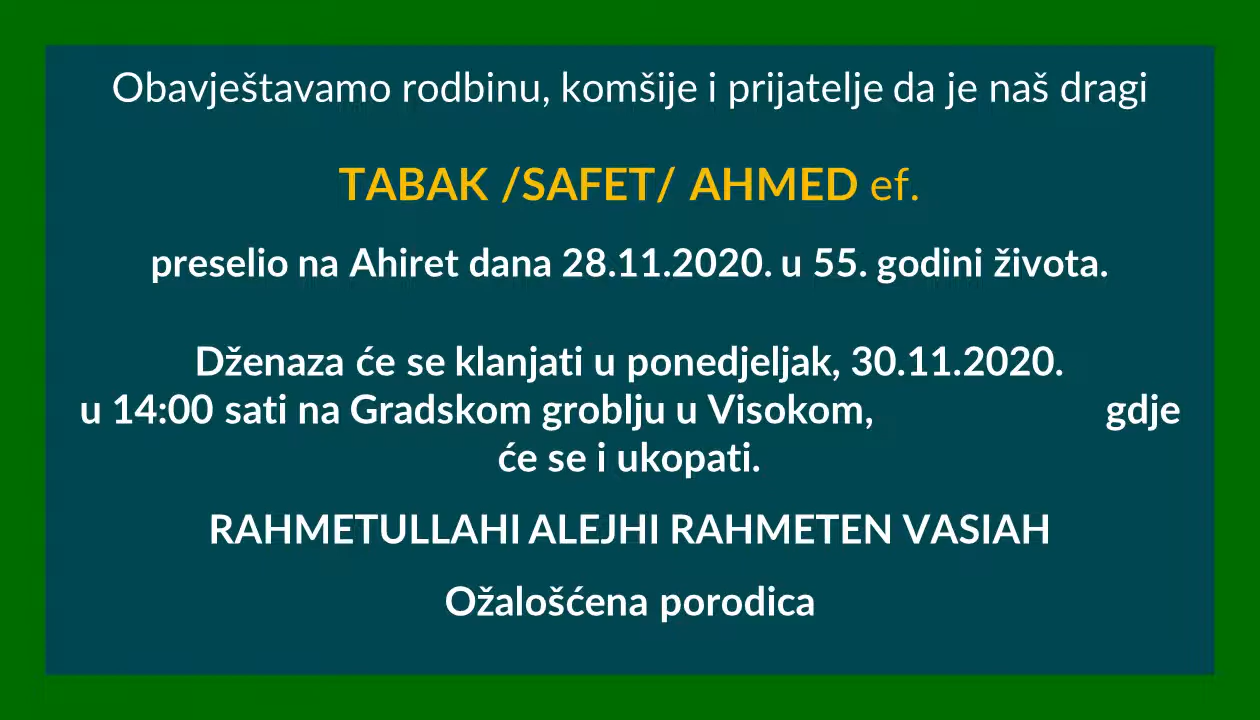 Obavještavamo rodbinu, komšije i prijatelje da je naš dragi
TABAK /SAFET/ AHMED ef.
preselio na Ahiret dana 28.11.2020. u 55. godini života.
Dženaza će se klanjati u ponedjeljak, 30.11.2020.
u 14:00 sati na Gradskom groblju u Visokom, gdje
će se i ukopati.
RAHMETULLAHI ALEJHI RAHMETEN VASIAH
Ožalošćena porodica